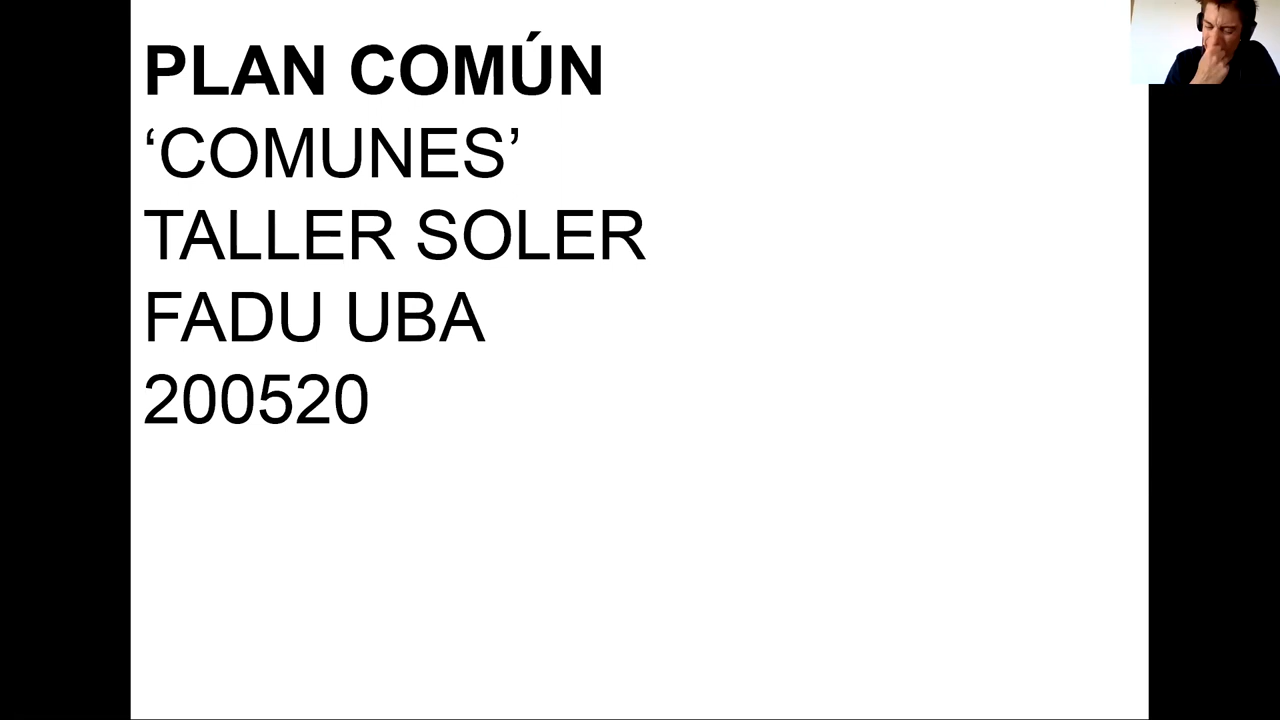 PLAN COMÚN
‘COMUNES’
TALLER SOLER
FADU UBA
200520